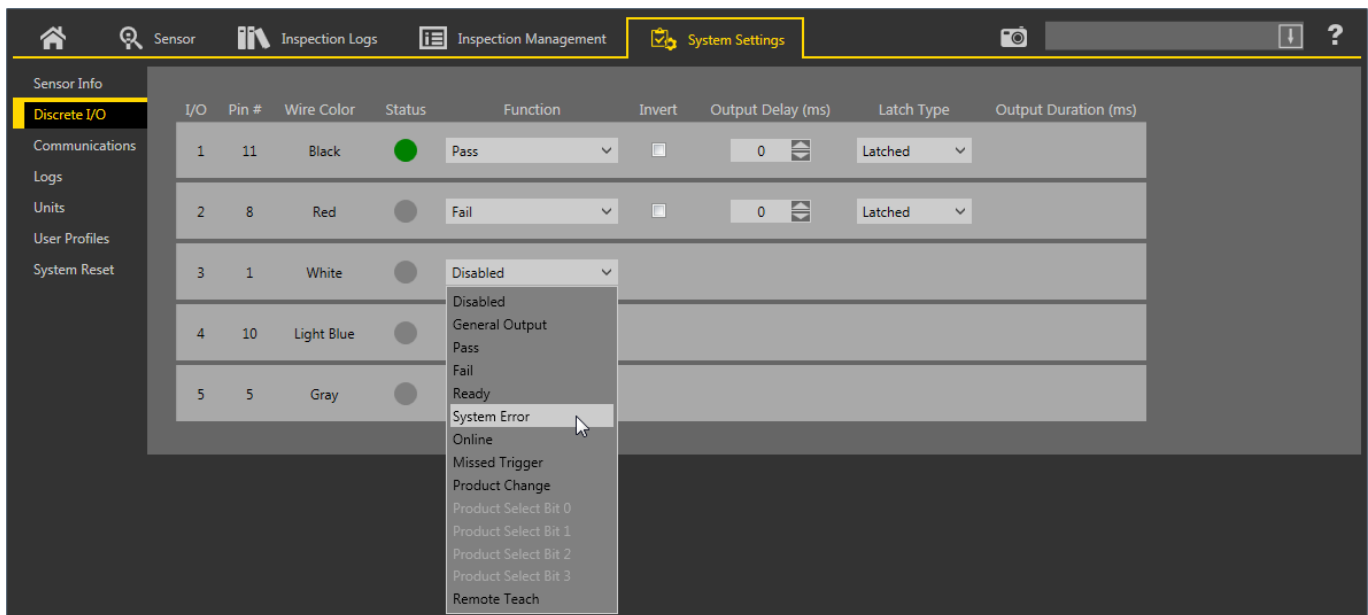 Sensor Inspection Logs Inspection Management System Settings ?
Sensor Info
Discrete I/O
Communications
Logs
Units
User Profiles
System Reset
I/O Pin # Wire Color Status Function Invert Output Delay (ms) Latch Type Output Duration (ms)
1 11 Black Pass 0 Latched
2 8 Red Fail 0 Latched
3 1 White Disabled
4 10 Light Blue
5 5 Gray
Disabled
General Output
Pass
Fail
Ready
System Error
Online
Missed Trigger
Product Change
Product Select Bit 0
Product Select Bit 1
Product Select Bit 2
Product Select Bit 3
Remote Teach